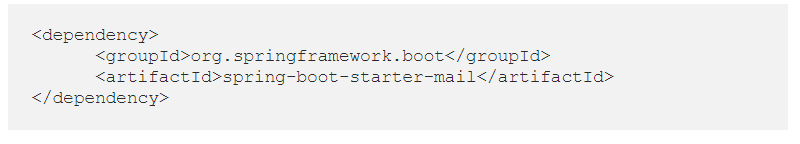 <dependency>
<groupId>org.springframework.boot</groupId>
<artifactId>spring-boot-starter-mail</artifactId>
</dependency>